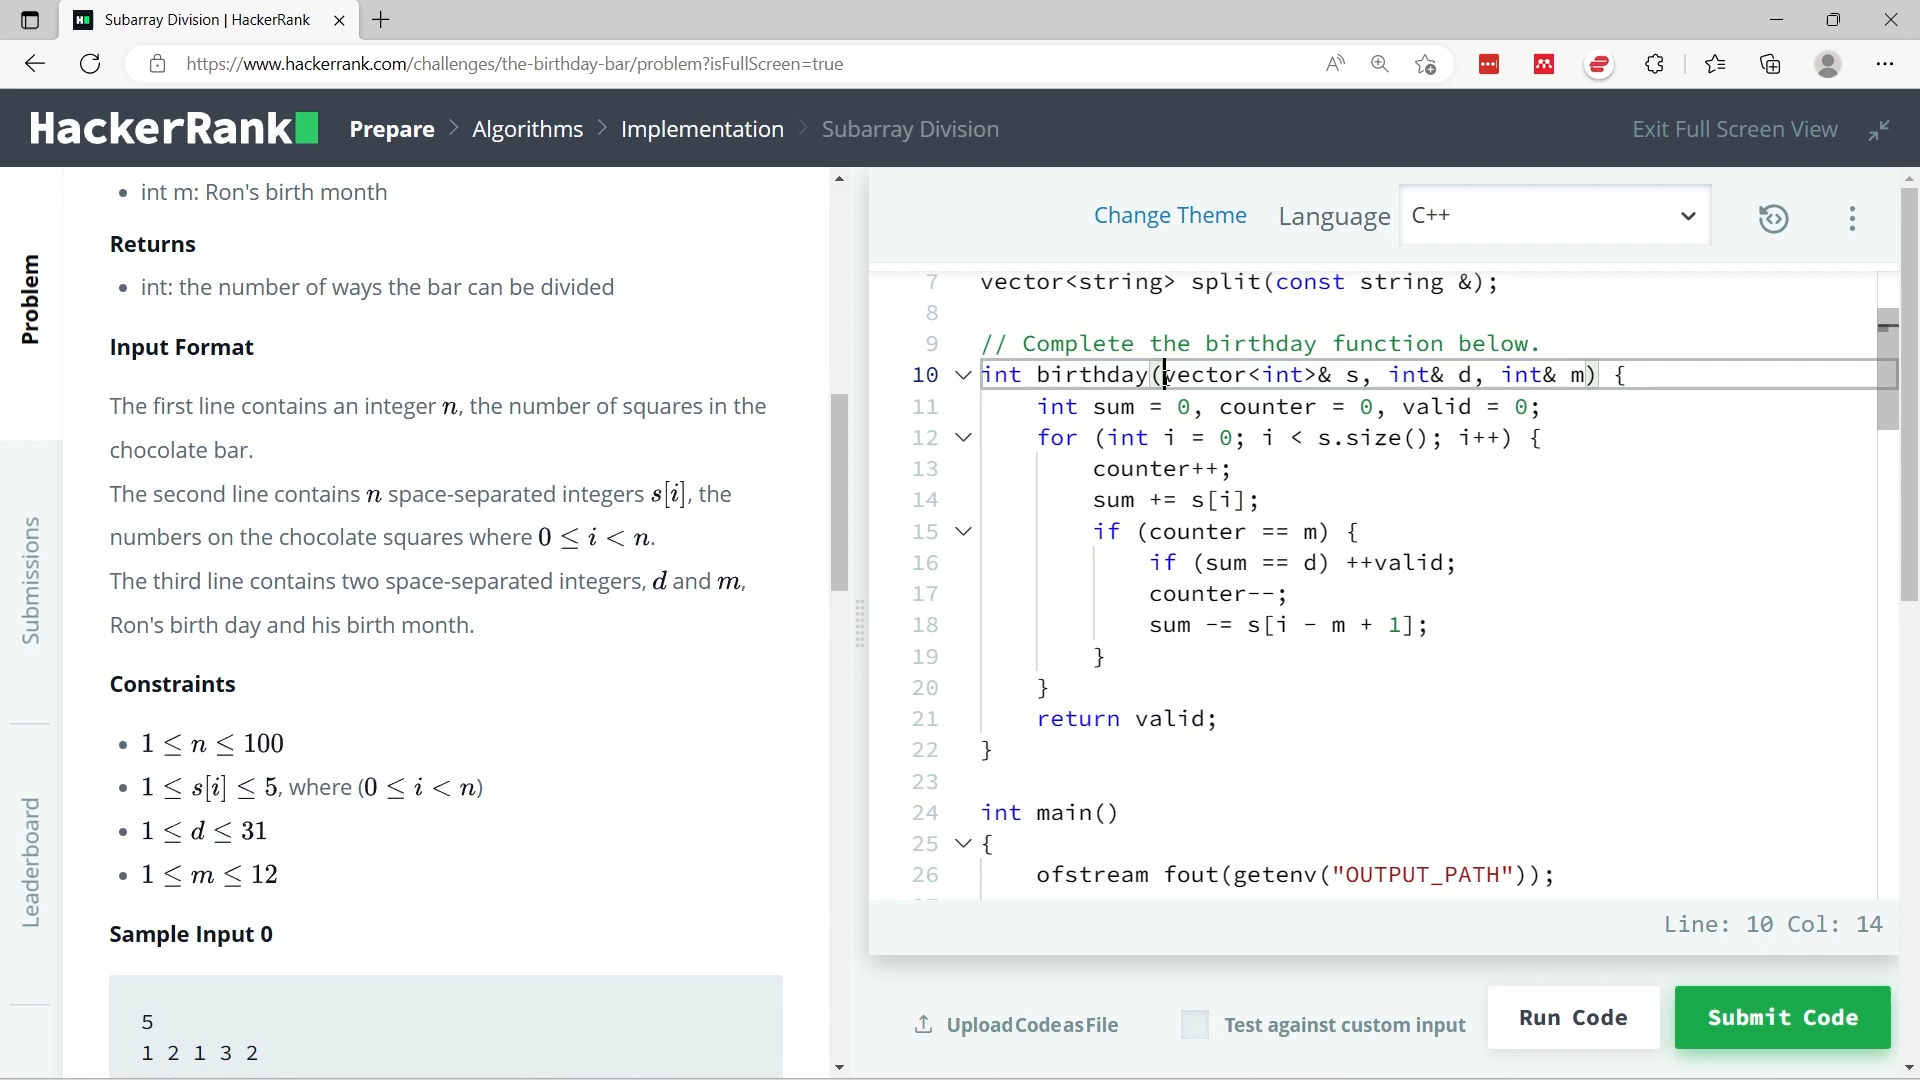 Subarray Division | HackerRank
https://www.hackerrank.com/challenges/the-birthday-bar/problem?isFullScreen=true
HackerRank
Prepare > Algorithms > Implementation > Subarray Division
Exit Full Screen View
Problem
Submissions
Leaderboard
• int m: Ron's birth month
Returns
• int: the number of ways the bar can be divided
Input Format
The first line contains an integer n, the number of squares in the
chocolate bar.
The second line contains n space-separated integers s[i], the
numbers on the chocolate squares where 0 ≤ i < n.
The third line contains two space-separated integers, d and m,
Ron's birth day and his birth month.
Constraints
• 1 ≤ n ≤ 100
• 1 ≤ s[i] ≤ 5, where (0 ≤ i < n)
• 1 ≤ d ≤ 31
• 1 ≤ m ≤ 12
Sample Input 0
5
1 2 1 3 2
Change Theme Language C++
7 vector<string> split(const string &);
8
9 // Complete the birthday function below.
10 int birthday(vector<int>& s, int& d, int& m) {
11 int sum = 0, counter = 0, valid = 0;
12 for (int i = 0; i < s.size(); i++) {
13 counter++;
14 sum += s[i];
15 if (counter == m) {
16 if (sum == d) ++valid;
17 counter--;
18 sum -= s[i - m + 1];
19 }
20 }
21 return valid;
22 }
23
24 int main()
25 {
26 ofstream fout(getenv("OUTPUT_PATH"));
Line: 10 Col: 14
Upload Code as File
Test against custom input
Run Code
Submit Code